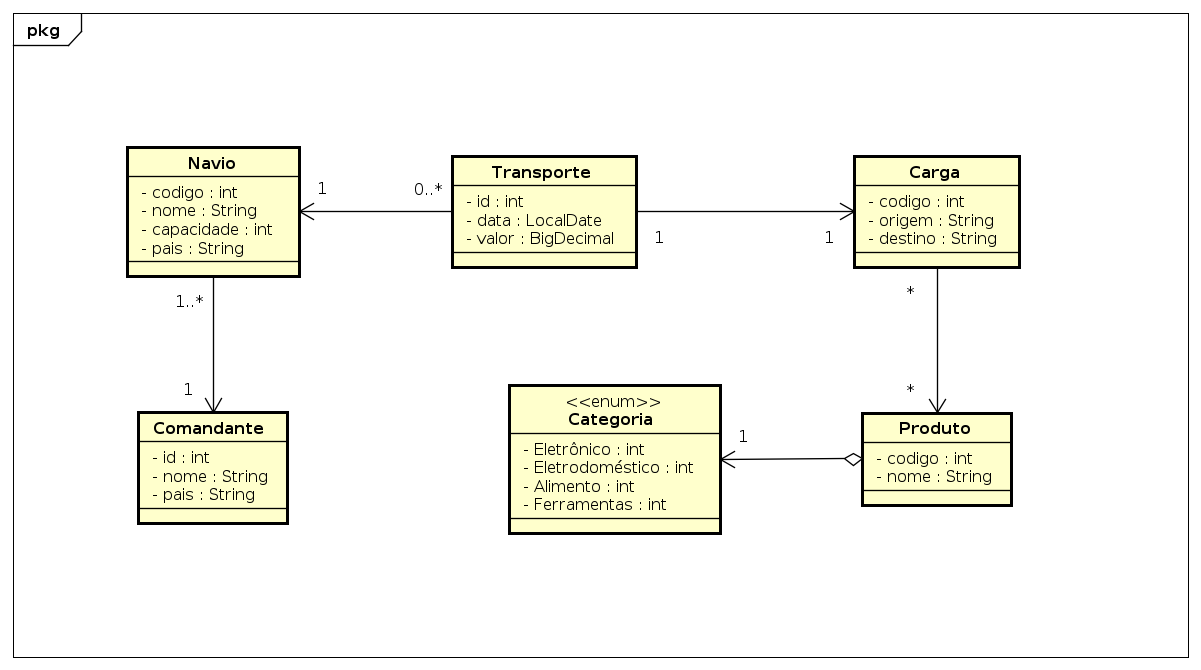 pkg
Navio
- codigo : int
- nome : String
- capacidade : int
- pais : String
1
0..*
Transporte
- id : int
- data : LocalDate
- valor : BigDecimal
1
1
Carga
- codigo : int
- origem : String
- destino : String
1..*
1
*
*
Comandante
- id : int
- nome : String
- pais : String
<<enum>>
Categoria
- Eletrônico : int
- Eletrodoméstico : int
- Alimento : int
- Ferramentas : int
1
Produto
- codigo : int
- nome : String